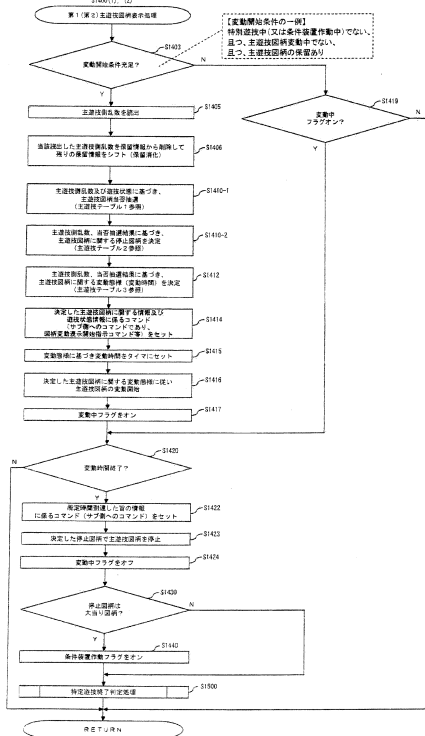 S1400(1), (2)
第1(第2)主遊技図柄表示処理
【変動開始条件の一例】
特別遊技中(又は条件装置作動中)でない、
且つ、主遊技図柄変動中でない、
且つ、主遊技図柄の保留あり
S1403
変動開始条件充足?
N
Y
S1419
変動中
フラグオン?
N
Y
S1405
主遊技側乱数を読出
S1406
当該読出した主遊技側乱数を保留情報から削除して
残りの保留情報をシフト(保留消化)
S1410-1
主遊技側乱数及び遊技状態に基づき、
主遊技図柄当否抽選
(主遊技テーブル1参照)
S1410-2
主遊技側乱数、当否抽選結果に基づき、
主遊技図柄に関する停止図柄を決定
(主遊技テーブル2参照)
S1412
主遊技側乱数、当否抽選結果に基づき、
主遊技図柄に関する変動態様(変動時間)を決定
(主遊技テーブル3参照)
S1414
決定した主遊技図柄に関する情報及び
遊技状態情報に係るコマンド
(サブ側へのコマンドであり、
図柄変動表示開始指示コマンド等)をセット
S1415
変動態様に基づき変動時間をタイマにセット
S1416
決定した主遊技図柄に関する変動態様に従い
主遊技図柄の変動開始
S1417
変動中フラグをオン
S1420
変動時間終了?
N
Y
S1422
所定時間到達した旨の情報
に係るコマンド(サブ側へのコマンド)をセット
S1423
決定した停止図柄で主遊技図柄を停止
S1424
変動中フラグをオフ
S1430
停止図柄は
大当り図柄?
N
Y
S1440
条件装置作動フラグをオン
S1500
特定遊技終了判定処理
RETURN